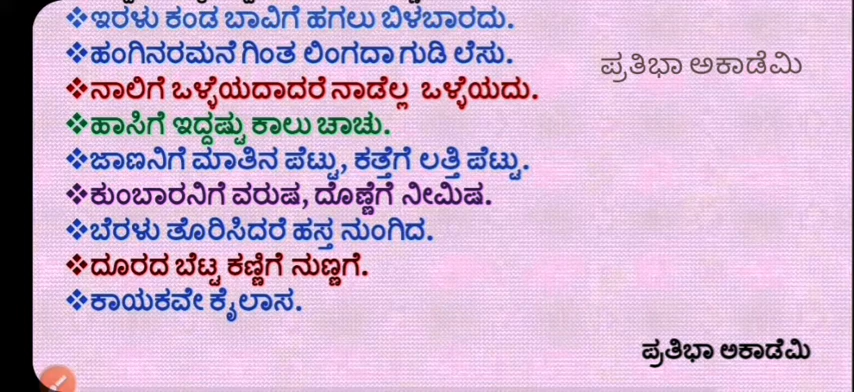 ❖ಇರಳು ಕಂಡ ಬಾವಿಗೆ ಹಗಲು ಬಿಳಬಾರದು.
❖ಹಂಗಿನರಮನೆ ಗಿಂತ ಲಿಂಗದಾ ಗುಡಿ ಲೆಸು.
ಪ್ರತಿಭಾ ಅಕಾಡೆಮಿ
❖ನಾಲಿಗೆ ಒಳ್ಳೆಯದಾದರೆ ನಾಡೆಲ್ಲ ಒಳ್ಳೆಯದು.
❖ಹಾಸಿಗೆ ಇದ್ದಷ್ಟು ಕಾಲು ಚಾಚು.
❖ಜಾಣನಿಗೆ ಮಾತಿನ ಪೆಟ್ಟು, ಕತ್ತೆಗೆ ಲತ್ತಿ ಪೆಟ್ಟು.
❖ಕುಂಬಾರನಿಗೆ ವರುಷ, ದೊಣ್ಣೆಗೆ ನೀಮಿಷ.
❖ಬೆರಳು ತೊರಿಸಿದರೆ ಹಸ್ತ ನುಂಗಿದ.
❖ದೂರದ ಬೆಟ್ಟ ಕಣ್ಣಿಗೆ ನುಣ್ಣಗೆ.
❖ಕಾಯಕವೇ ಕೈಲಾಸ.
ಪ್ರತಿಭಾ ಅಕಾಡೆಮಿ